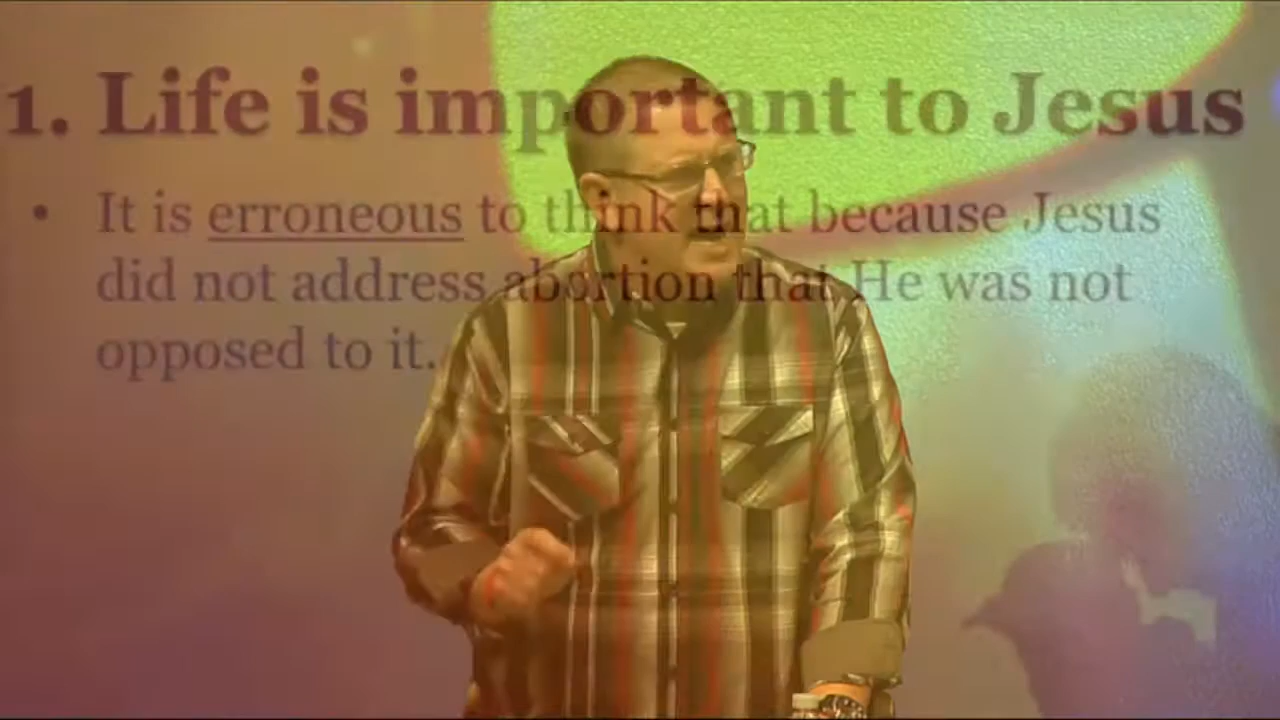 1. Life is important to Jesus
• It is erroneous to think that because Jesus
did not address abortion that He was not
opposed to it.